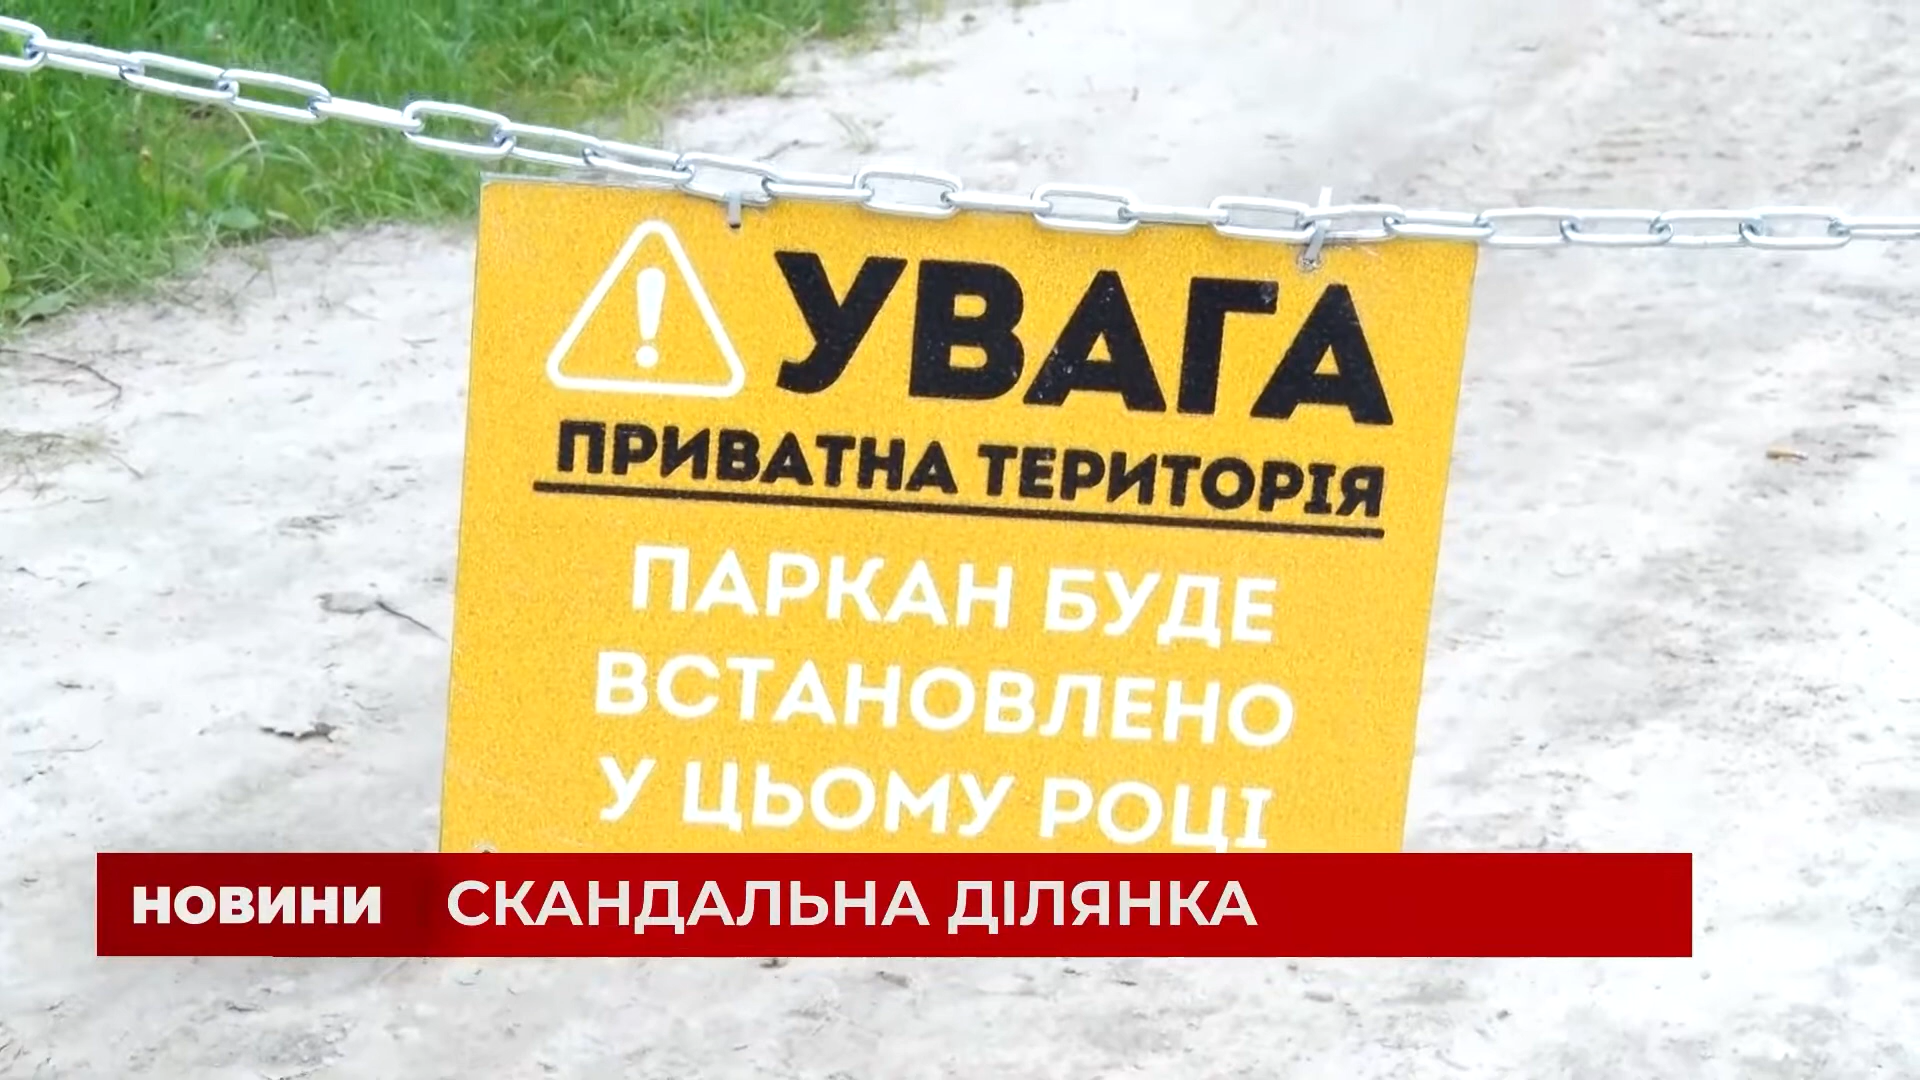 УВАГА
ПРИВАТНА ТЕРИТОРІЯ
ПАРКАН БУДЕ
ВСТАНОВЛЕНО
У ЦЬОМУ РОЦІ
НОВИНИ СКАНДАЛЬНА ДІЛЯНКА